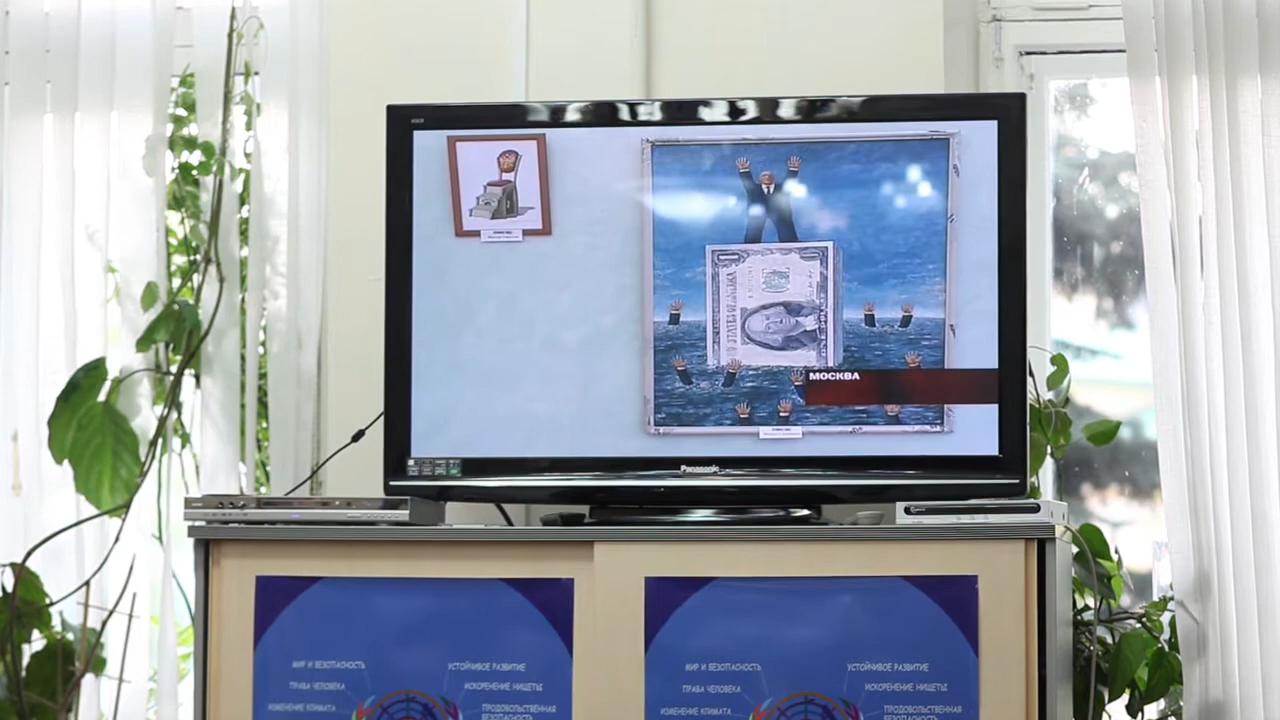 МОСКВА
Panasonic
МИР И БЕЗОПАСНОСТЬ
ПРАВА ЧЕЛОВЕКА
ИЗМЕНЕНИЕ КЛИМАТА
УСТОЙЧИВОЕ РАЗВИТИЕ
ИСКОРЕНЕНИЕ НИЩЕТЫ
ПРОДОВОЛЬСТВЕННАЯ
БЕЗОПАСНОСТЬ
МИР И БЕЗОПАСНОСТЬ
ПРАВА ЧЕЛОВЕКА
ИЗМЕНЕНИЕ КЛИМАТА
УСТОЙЧИВОЕ РАЗВИТИЕ
ИСКОРЕНЕНИЕ НИЩЕТЫ
ПРОДОВОЛЬСТВЕННАЯ
БЕЗОПАСНОСТЬ